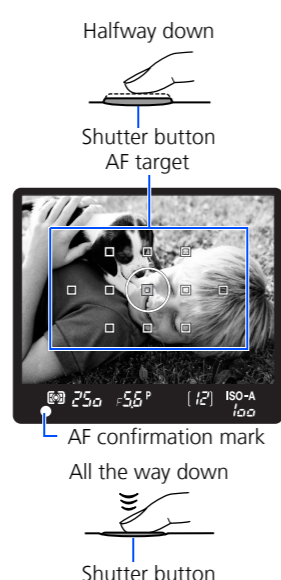 Halfway down
Shutter button
AF target
250 F5.6 P [12] ISO-A
100
AF confirmation mark
All the way down
Shutter button